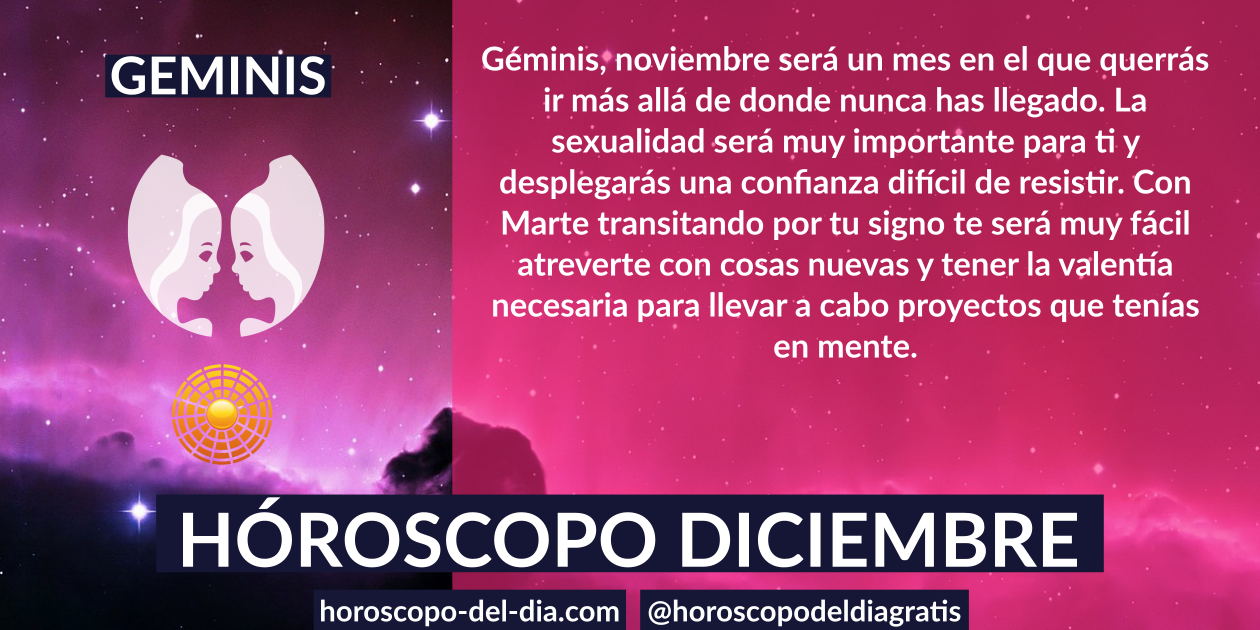 GEMINIS
Géminis, noviembre será un mes en el que querrás
ir más allá de donde nunca has llegado. La
sexualidad será muy importante para ti y
desplegarás una confianza difícil de resistir. Con
Marte transitando por tu signo te será muy fácil
atreverte con cosas nuevas y tener la valentía
necesaria para llevar a cabo proyectos que tenías
en mente.
HÓROSCOPO DICIEMBRE
horoscopo-del-dia.com
@horoscopodeldiagratis